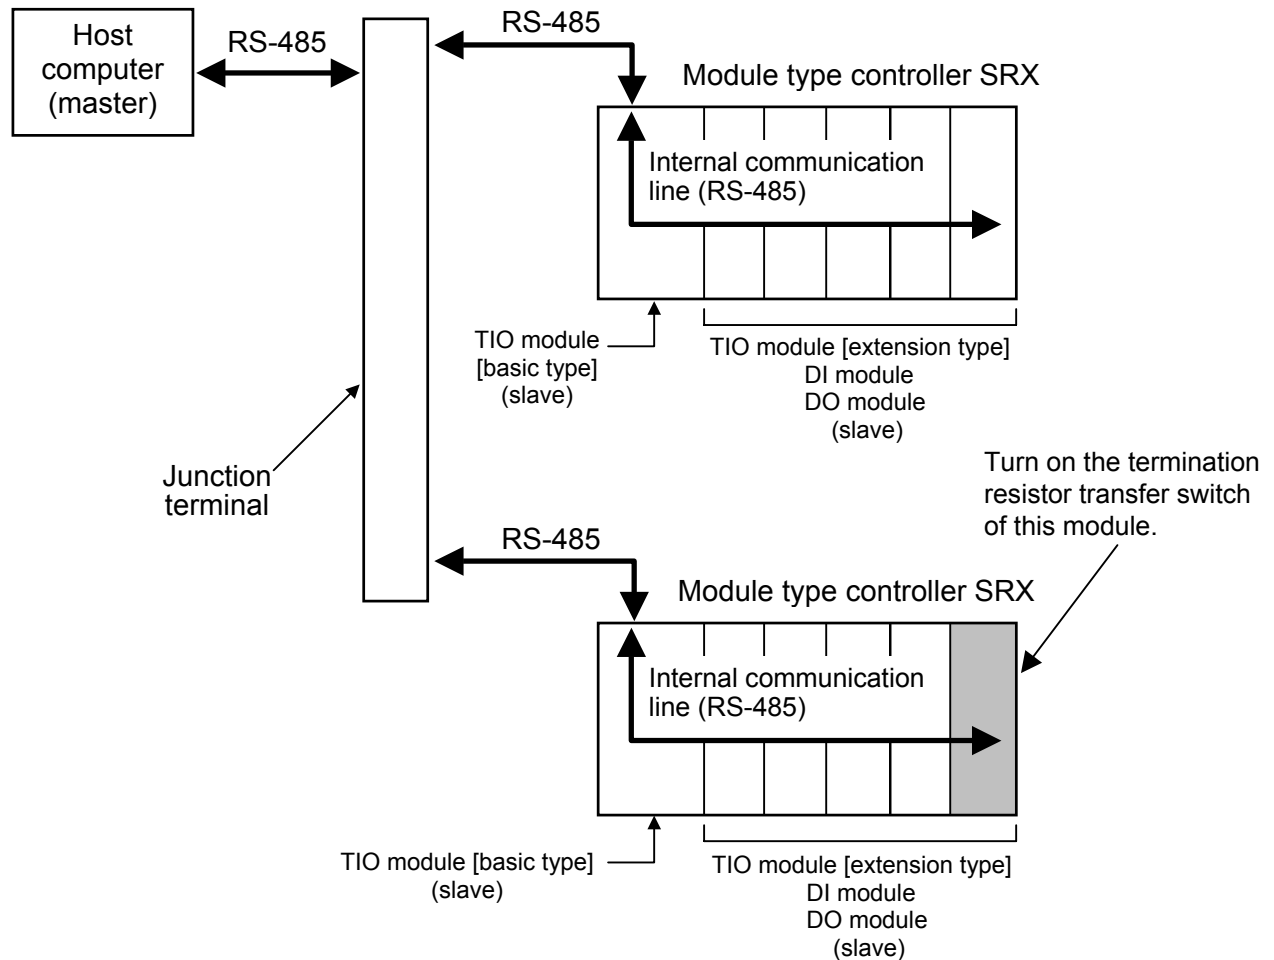 Host
computer
(master)
RS-485
RS-485
Module type controller SRX
Internal communication
line (RS-485)
TIO module
[basic type]
(slave)
TIO module [extension type]
DI module
DO module
(slave)
Junction
terminal
Turn on the termination
resistor transfer switch
of this module.
RS-485
Module type controller SRX
Internal communication
line (RS-485)
TIO module [basic type]
(slave)
TIO module [extension type]
DI module
DO module
(slave)